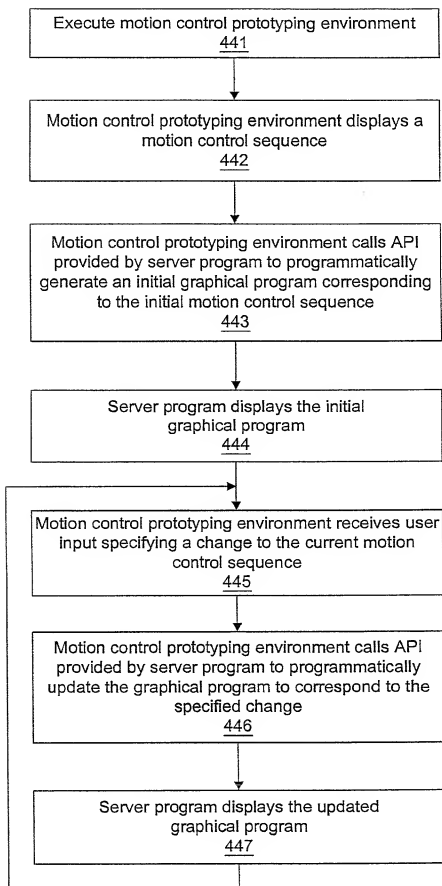 Execute motion control prototyping environment
441
Motion control prototyping environment displays a
motion control sequence
442
Motion control prototyping environment calls API
provided by server program to programmatically
generate an initial graphical program corresponding
to the initial motion control sequence
443
Server program displays the initial
graphical program
444
Motion control prototyping environment receives user
input specifying a change to the current motion
control sequence
445
Motion control prototyping environment calls API
provided by server program to programmatically
update the graphical program to correspond to the
specified change
446
Server program displays the updated
graphical program
447